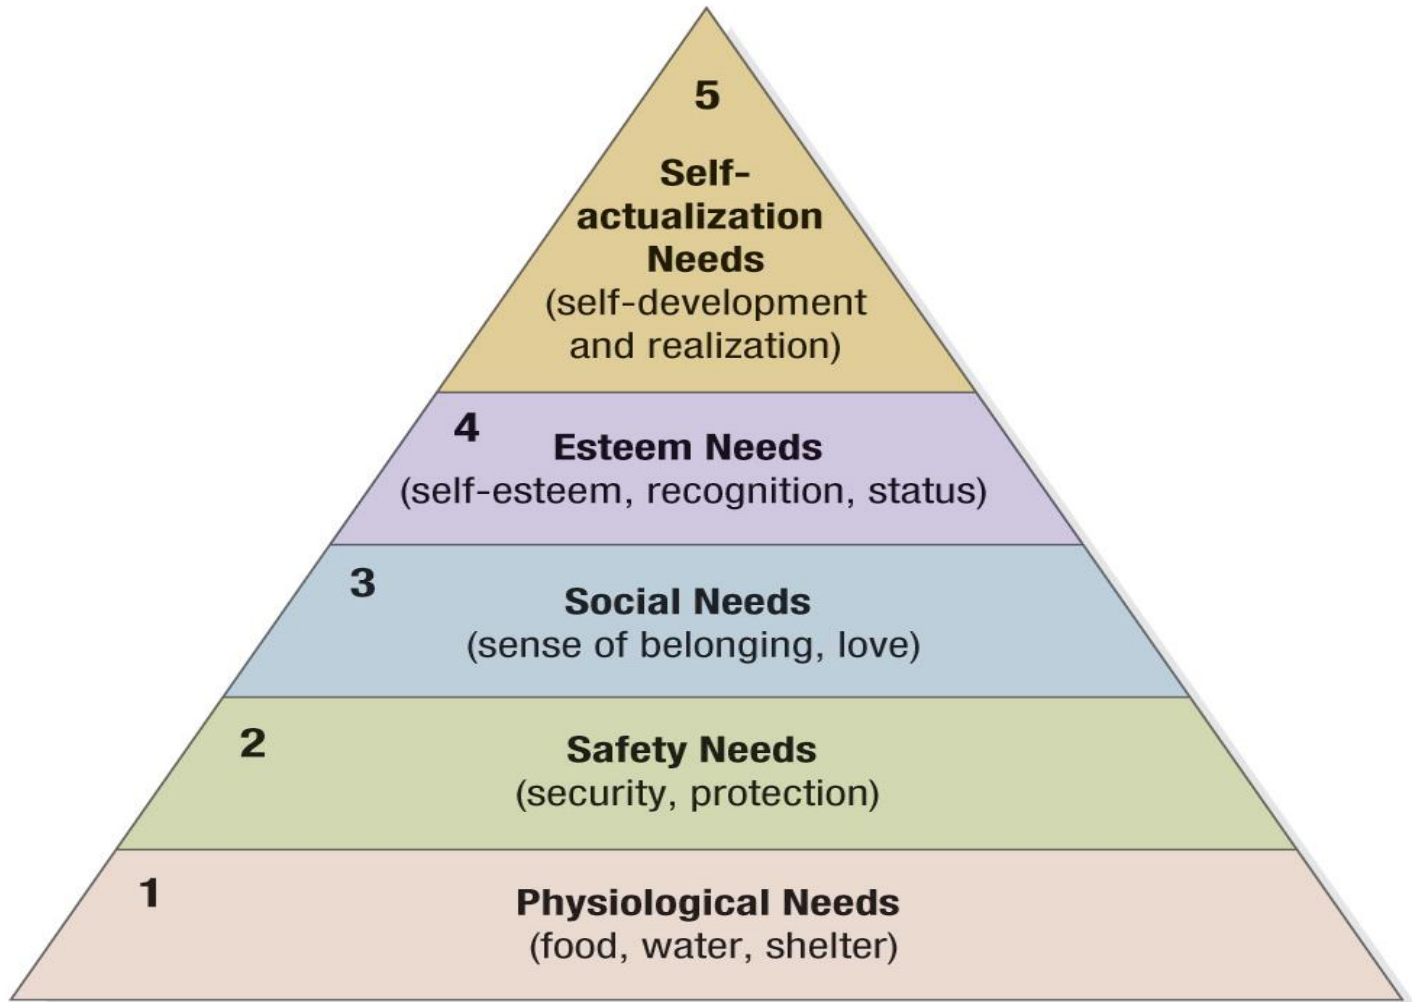 5
Self-
actualization
Needs
(self-development
and realization)
4
Esteem Needs
(self-esteem, recognition, status)
3
Social Needs
(sense of belonging, love)
2
Safety Needs
(security, protection)
1
Physiological Needs
(food, water, shelter)